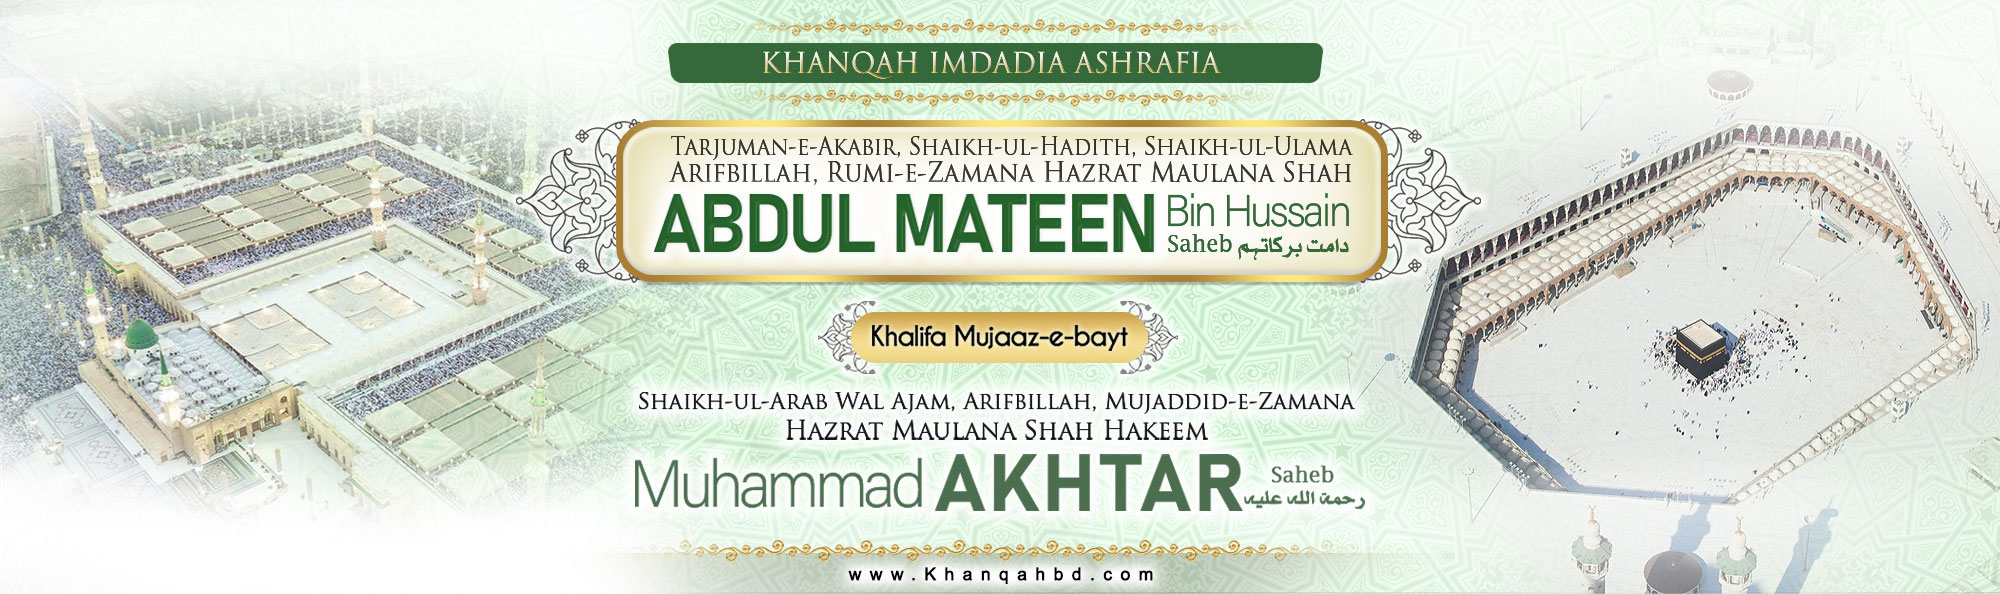 KHANQAH IMDADIA ASHRAFIA
TARJUMAN-E-AKABIR, SHAIKH-UL-HADITH, SHAIKH-UL-ULAMA
ARIFBILLAH, RUMI-E-ZAMANA HAZRAT MAULANA SHAH
ABDUL MATEEN Bin Hussain
Saheb دامت برکاتہم
Khalifa Mujaaz-e-bayt
SHAIKH-UL-ARAB WAL AJAM, ARIFBILLAH, MUJADDID-E-ZAMANA
HAZRAT MAULANA SHAH HAKEEM
Muhammad AKHTAR Saheb
رحمۃ اللہ علیہ
www.Khanqahbd.com